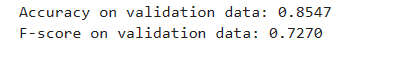 Accuracy on validation data: 0.8547
F-score on validation data: 0.7270